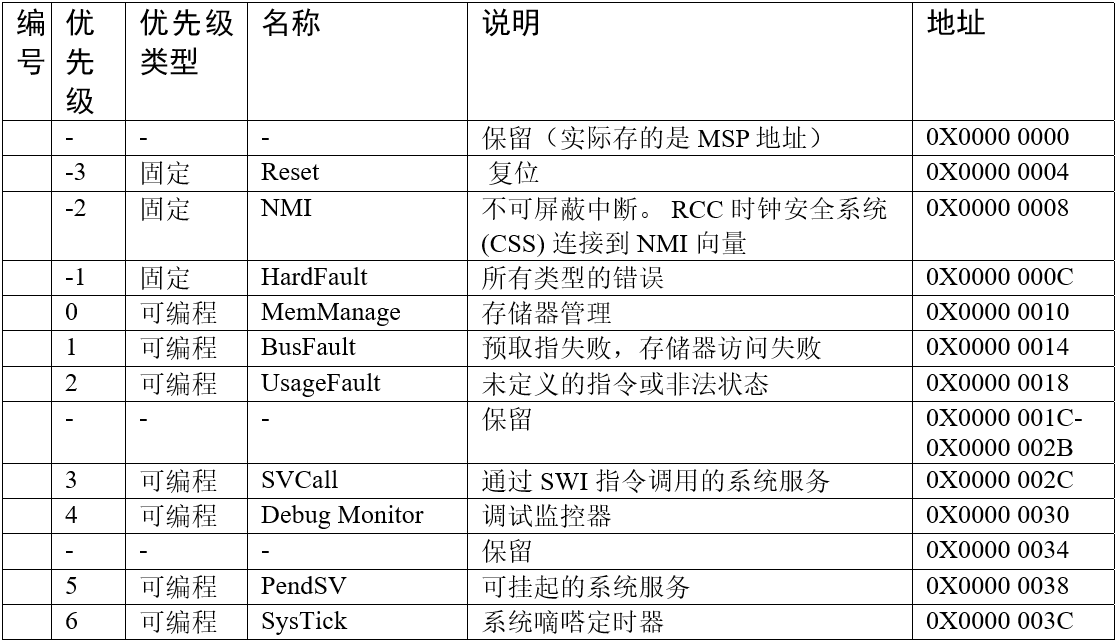 编号 优先级 优先级类型 名称 说明 地址
- - - 保留（实际存的是 MSP 地址） 0X0000 0000
-3 固定 Reset 复位 0X0000 0004
-2 固定 NMI 不可屏蔽中断。 RCC 时钟安全系统
(CSS) 连接到 NMI 向量 0X0000 0008
-1 固定 HardFault 所有类型的错误 0X0000 000C
0 可编程 MemManage 存储器管理 0X0000 0010
1 可编程 BusFault 预取指失败，存储器访问失败 0X0000 0014
2 可编程 UsageFault 未定义的指令或非法状态 0X0000 0018
- - - 保留 0X0000 001C-
0X0000 002B
3 可编程 SVCall 通过 SWI 指令调用的系统服务 0X0000 002C
4 可编程 Debug Monitor 调试监控器 0X0000 0030
- - - 保留 0X0000 0034
5 可编程 PendSV 可挂起的系统服务 0X0000 0038
6 可编程 SysTick 系统嘀嗒定时器 0X0000 003C